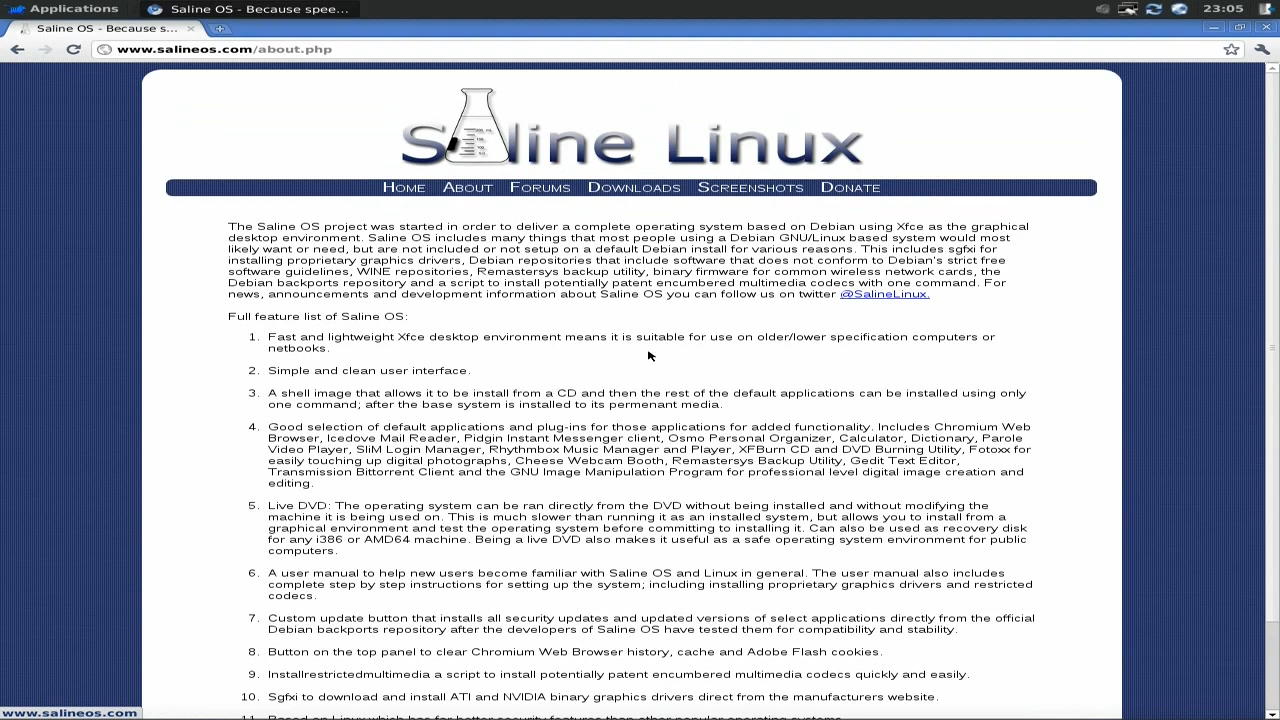 Applications
Saline OS - Because spee...
23:05
Saline OS - Because s...
www.salineos.com/about.php
Saline Linux
Home About Forums Downloads Screenshots Donate
The Saline OS project was started in order to deliver a complete operating system based on Debian using Xfce as the graphical
desktop environment. Saline OS includes many things that most people using a Debian GNU/Linux based system would most
likely want or need, but are not included or not setup on a default Debian install for various reasons. This includes sgfxi for
installing proprietary graphics drivers, Debian repositories that include software that does not conform to Debian's strict free
software guidelines, WINE repositories, Remastersys backup utility, binary firmware for common wireless network cards, the
Debian backports repository and a script to install potentially patent encumbered multimedia codecs with one command. For
news, announcements and development information about Saline OS you can follow us on twitter @SalineLinux.
Full feature list of Saline OS:
1. Fast and lightweight Xfce desktop environment means it is suitable for use on older/lower specification computers or
netbooks.
2. Simple and clean user interface.
3. A shell image that allows it to be install from a CD and then the rest of the default applications can be installed using only
one command; after the base system is installed to its permenant media.
4. Good selection of default applications and plug-ins for those applications for added functionality. Includes Chromium Web
Browser, Icedove Mail Reader, Pidgin Instant Messenger client, Osmo Personal Organizer, Calculator, Dictionary, Parole
Video Player, SliM Login Manager, Rhythmbox Music Manager and Player, XFBurn CD and DVD Burning Utility, Fotoxx for
easily touching up digital photographs, Cheese Webcam Booth, Remastersys Backup Utility, Gedit Text Editor,
Transmission Bittorrent Client and the GNU Image Manipulation Program for professional level digital image creation and
editing.
5. Live DVD: The operating system can be ran directly from the DVD without being installed and without modifying the
machine it is being used on. This is much slower than running it as an installed system, but allows you to install from a
graphical environment and test the operating system before committing to installing it. Can also be used as recovery disk
for any i386 or AMD64 machine. Being a live DVD also makes it useful as a safe operating system environment for public
computers.
6. A user manual to help new users become familiar with Saline OS and Linux in general. The user manual also includes
complete step by step instructions for setting up the system; including installing proprietary graphics drivers and restricted
codecs.
7. Custom update button that installs all security updates and updated versions of select applications directly from the official
Debian backports repository after the developers of Saline OS have tested them for compatibility and stability.
8. Button on the top panel to clear Chromium Web Browser history, cache and Adobe Flash cookies.
9. Installrestrictedmultimedia a script to install potentially patent encumbered multimedia codecs quickly and easily.
10. Sgfxi to download and install ATI and NVIDIA binary graphics drivers direct from the manufacturers website.
11. Based on Linux which has far better security features than other popular operating systems.
www.salineos.com